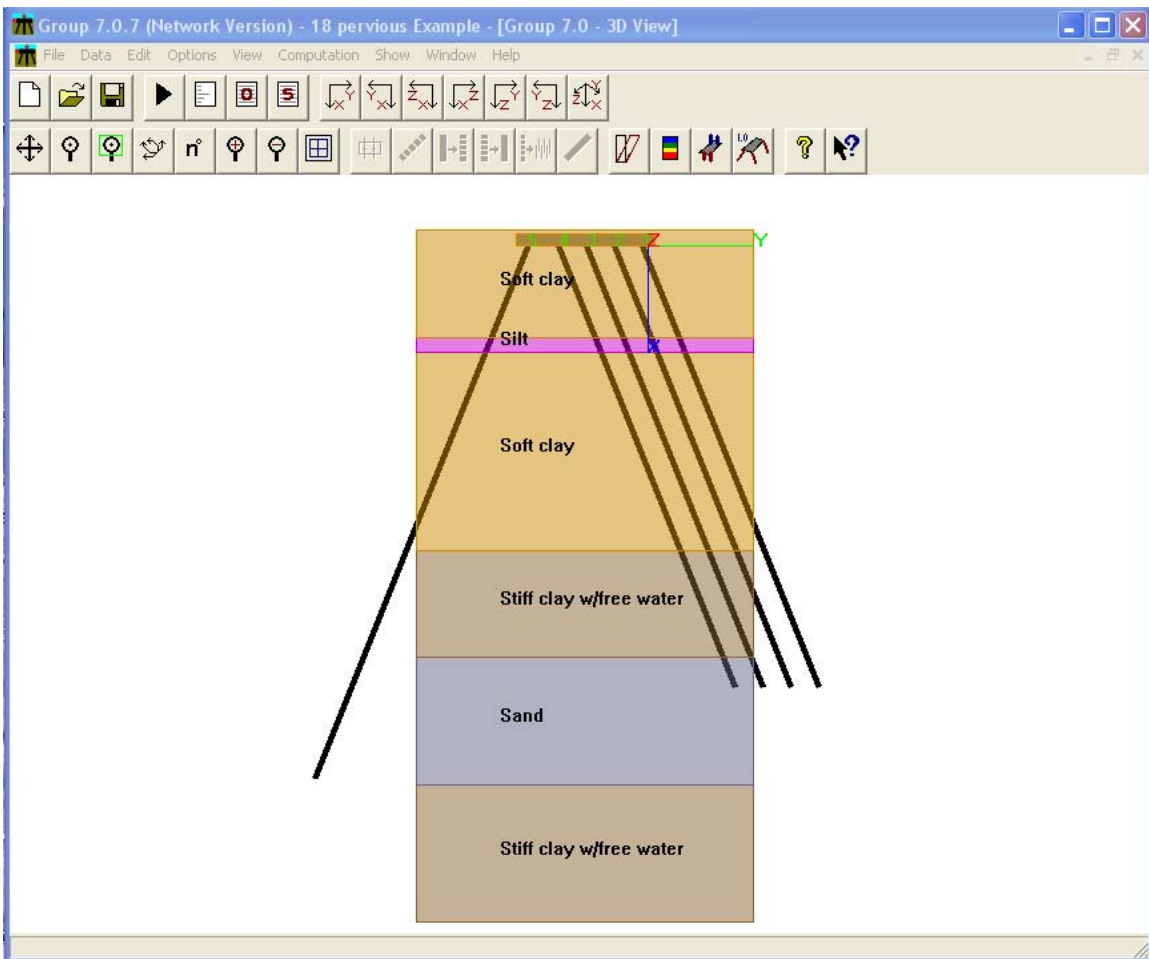 Group 7.0.7 (Network Version) - 18 pervious Example - [Group 7.0 - 3D View]
File Data Edit Options View Computation Show Window Help
Z Y
Soft clay
Silt
X
Soft clay
Stiff clay w/free water
Sand
Stiff clay w/free water